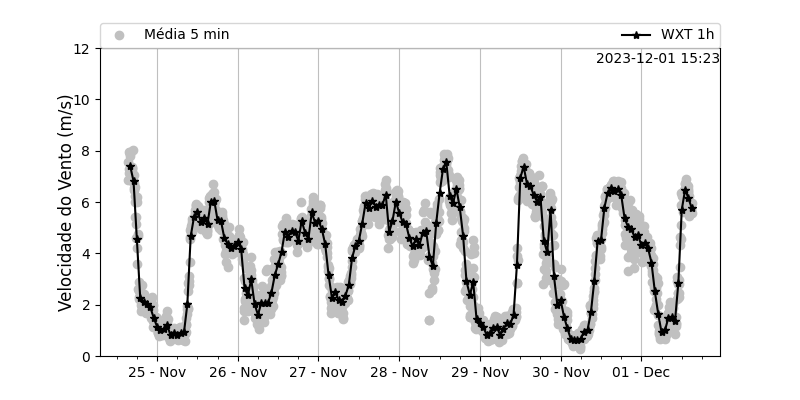 Média 5 min
WXT 1h
2023-12-01 15:23
Velocidade do Vento (m/s)
12
10
8
6
4
2
0
25 - Nov
26 - Nov
27 - Nov
28 - Nov
29 - Nov
30 - Nov
01 - Dec